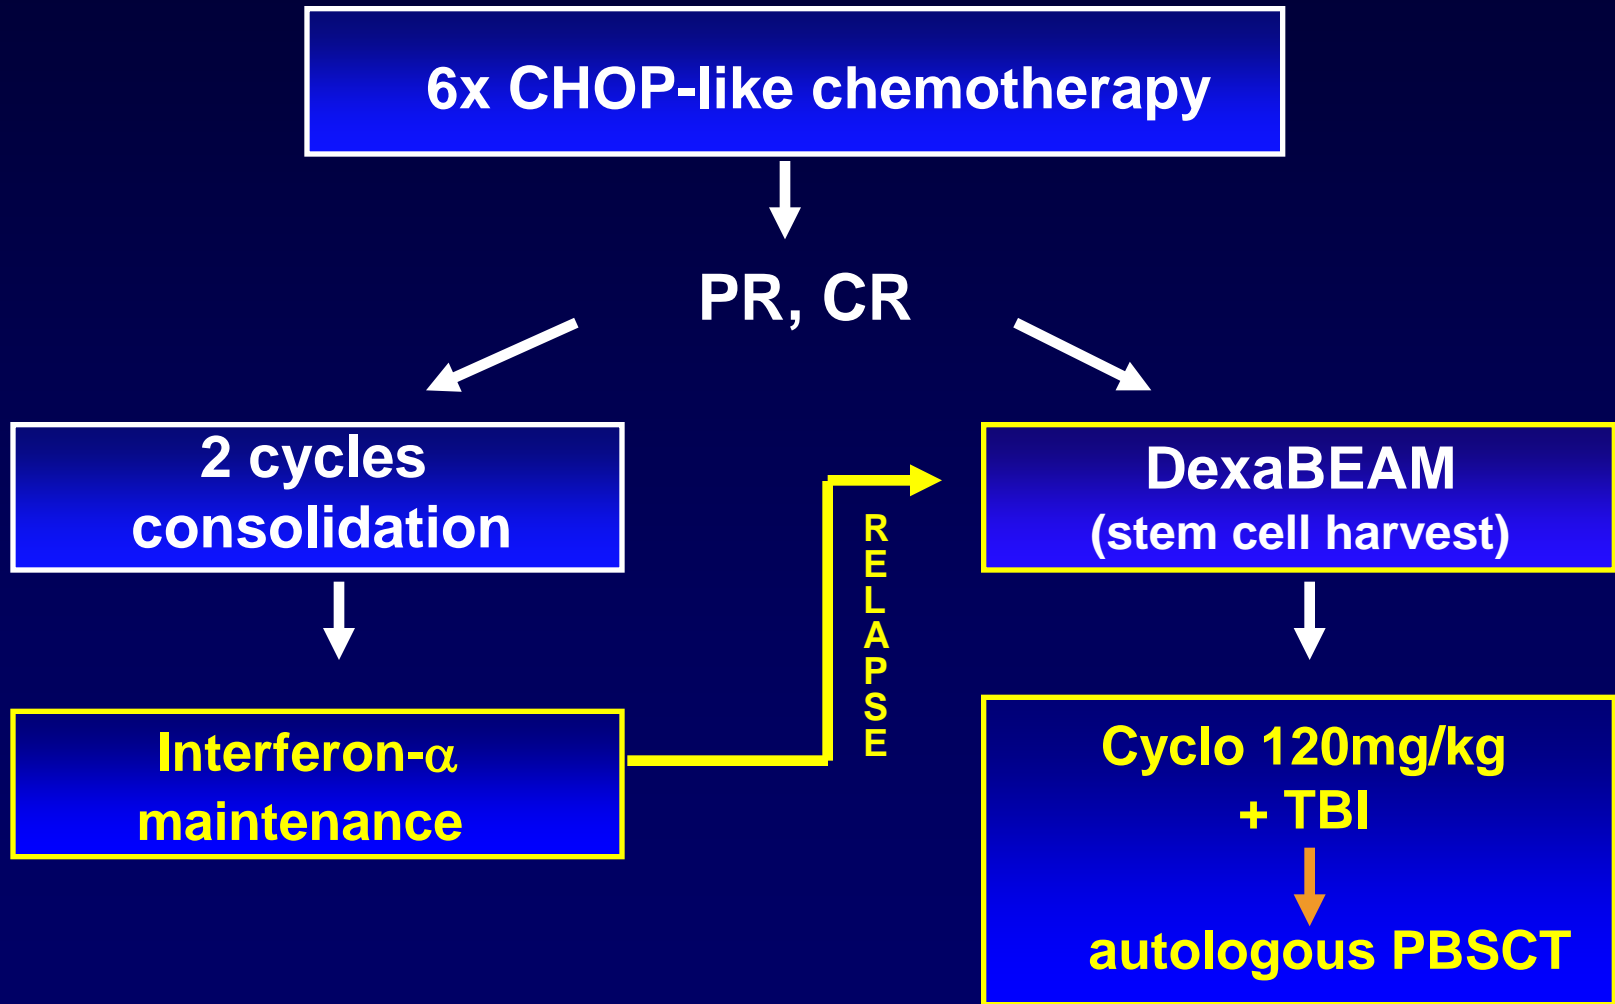 6x CHOP-like chemotherapy
PR, CR
2 cycles
consolidation
DexaBEAM
(stem cell harvest)
RELAPSE
Interferon-α
maintenance
Cyclo 120mg/kg
+ TBI
autologous PBSCT